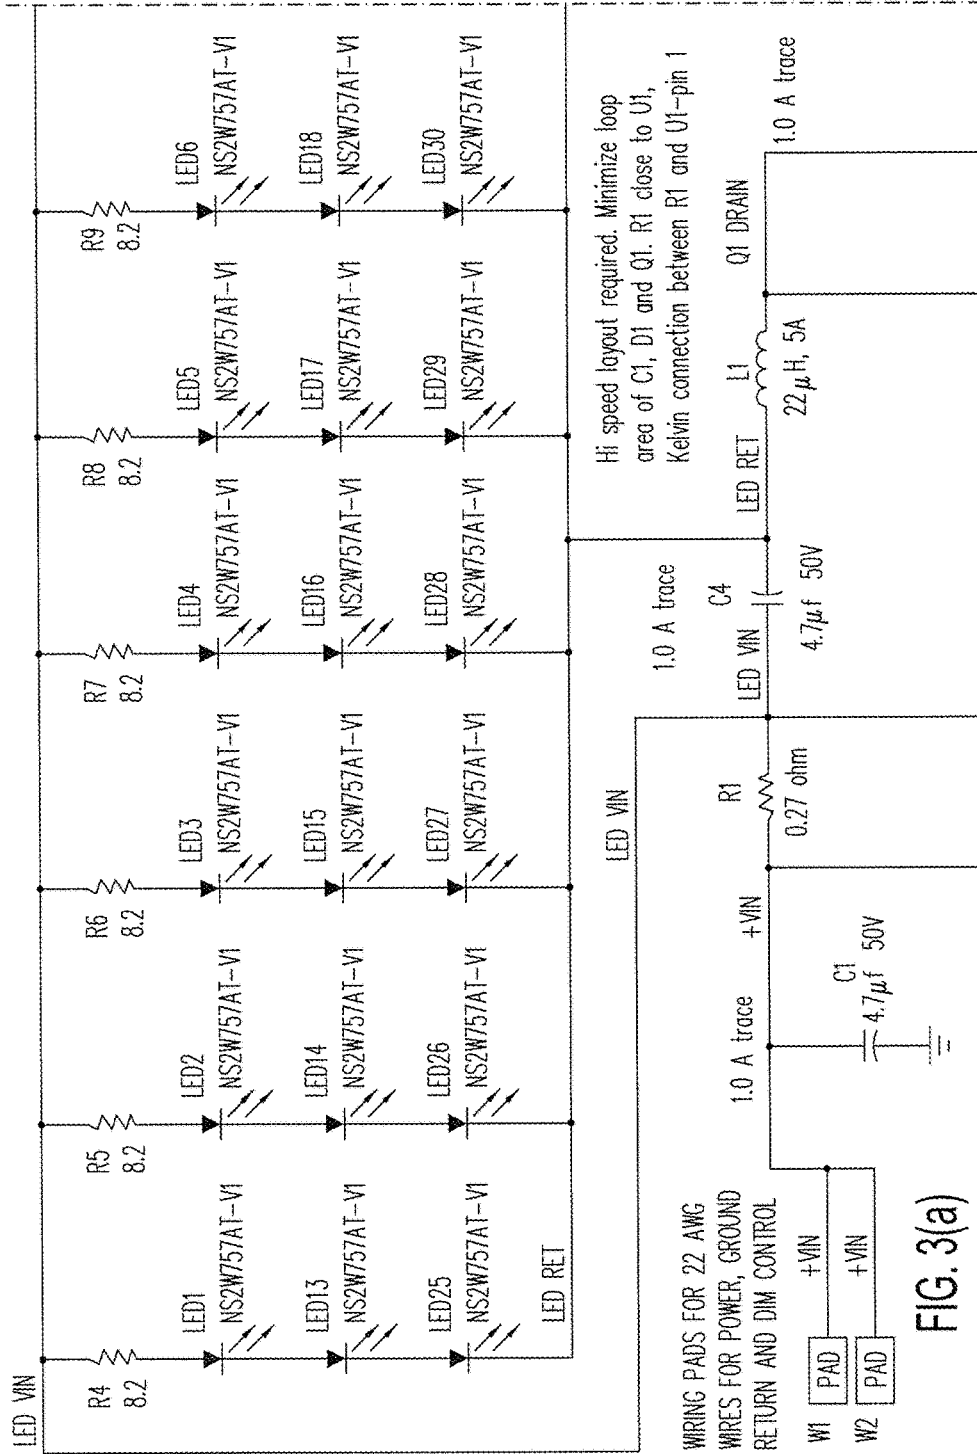 LED VIN
R4
8.2
LED1
NS2W757AT-V1
LED13
NS2W757AT-V1
LED25
NS2W757AT-V1
LED RET
R5
8.2
LED2
NS2W757AT-V1
LED14
NS2W757AT-V1
LED26
NS2W757AT-V1
R6
8.2
LED3
NS2W757AT-V1
LED15
NS2W757AT-V1
LED27
NS2W757AT-V1
R7
8.2
LED4
NS2W757AT-V1
LED16
NS2W757AT-V1
LED28
NS2W757AT-V1
R8
8.2
LED5
NS2W757AT-V1
LED17
NS2W757AT-V1
LED29
NS2W757AT-V1
R9
8.2
LED6
NS2W757AT-V1
LED18
NS2W757AT-V1
LED30
NS2W757AT-V1
Hi speed layout required. Minimize loop
area of C1, D1 and Q1. R1 close to U1,
Kelvin connection between R1 and U1-pin 1
WIRING PADS FOR 22 AWG
WIRES FOR POWER, GROUND
RETURN AND DIM CONTROL
W1
PAD
+VIN
W2
PAD
+VIN
1.0 A trace
C1
4.7µf 50V
+VIN
R1
0.27 ohm
LED VIN
LED VIN
1.0 A trace
C4
4.7µf 50V
LED RET
L1
22µH, 5A
Q1 DRAIN
1.0 A trace
FIG. 3(a)